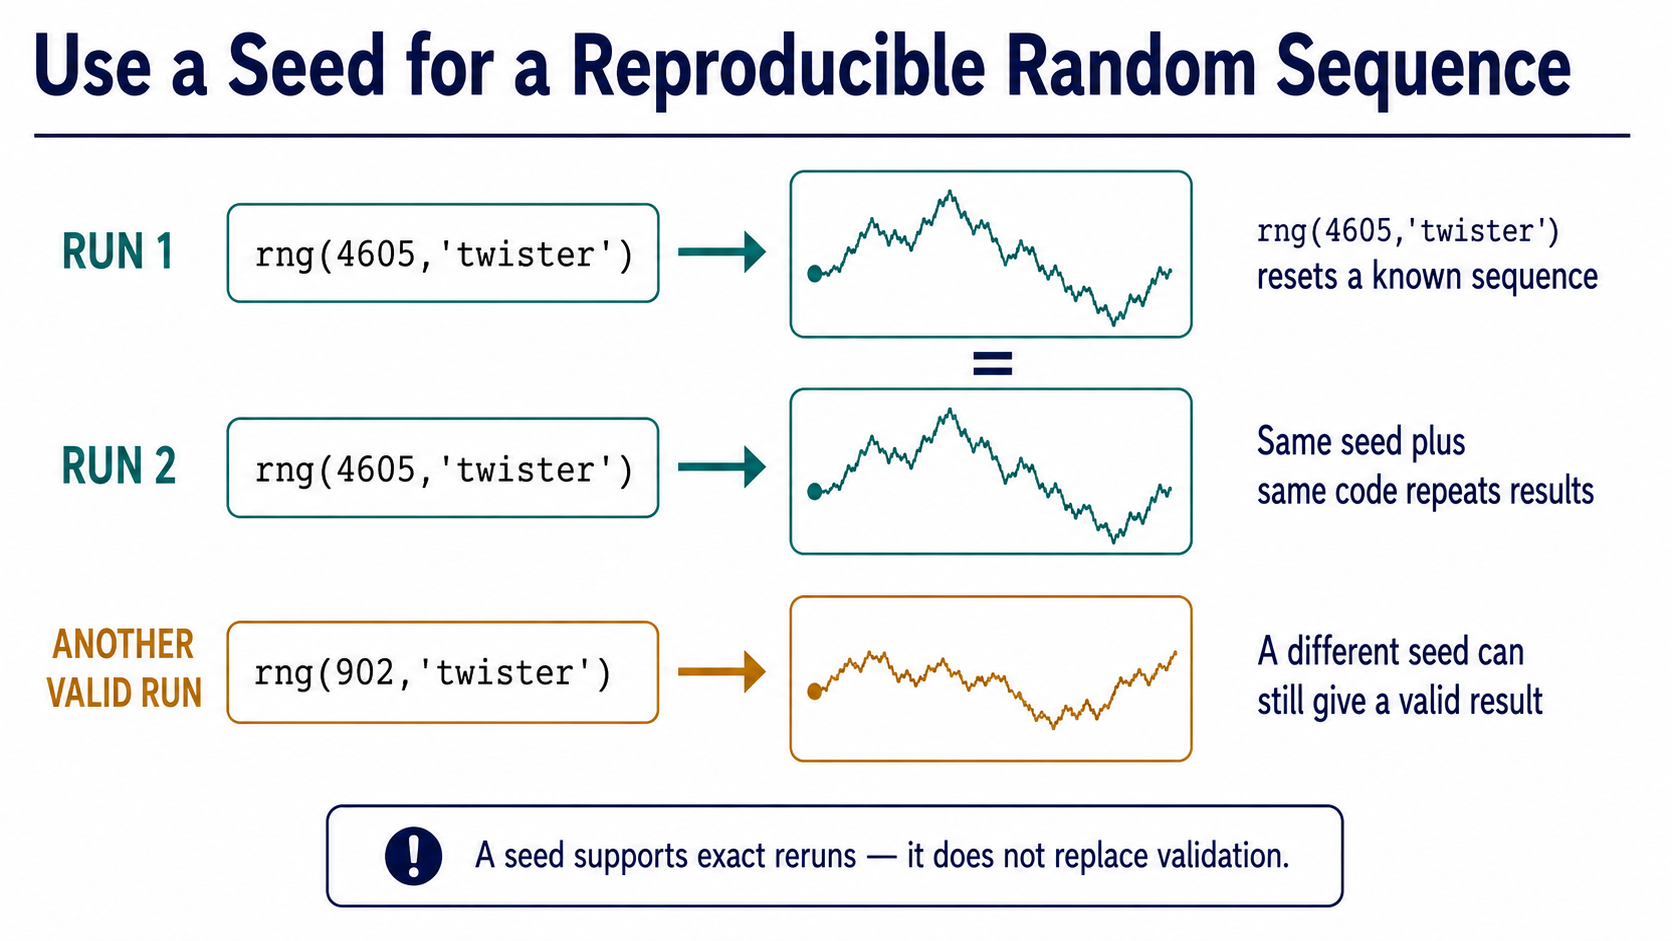 Use a Seed for a Reproducible Random Sequence
RUN 1
rng(4605,'twister')
rng(4605,'twister')
resets a known sequence
=
RUN 2
rng(4605,'twister')
Same seed plus
same code repeats results
ANOTHER
VALID RUN
rng(902,'twister')
A different seed can
still give a valid result
! A seed supports exact reruns — it does not replace validation.